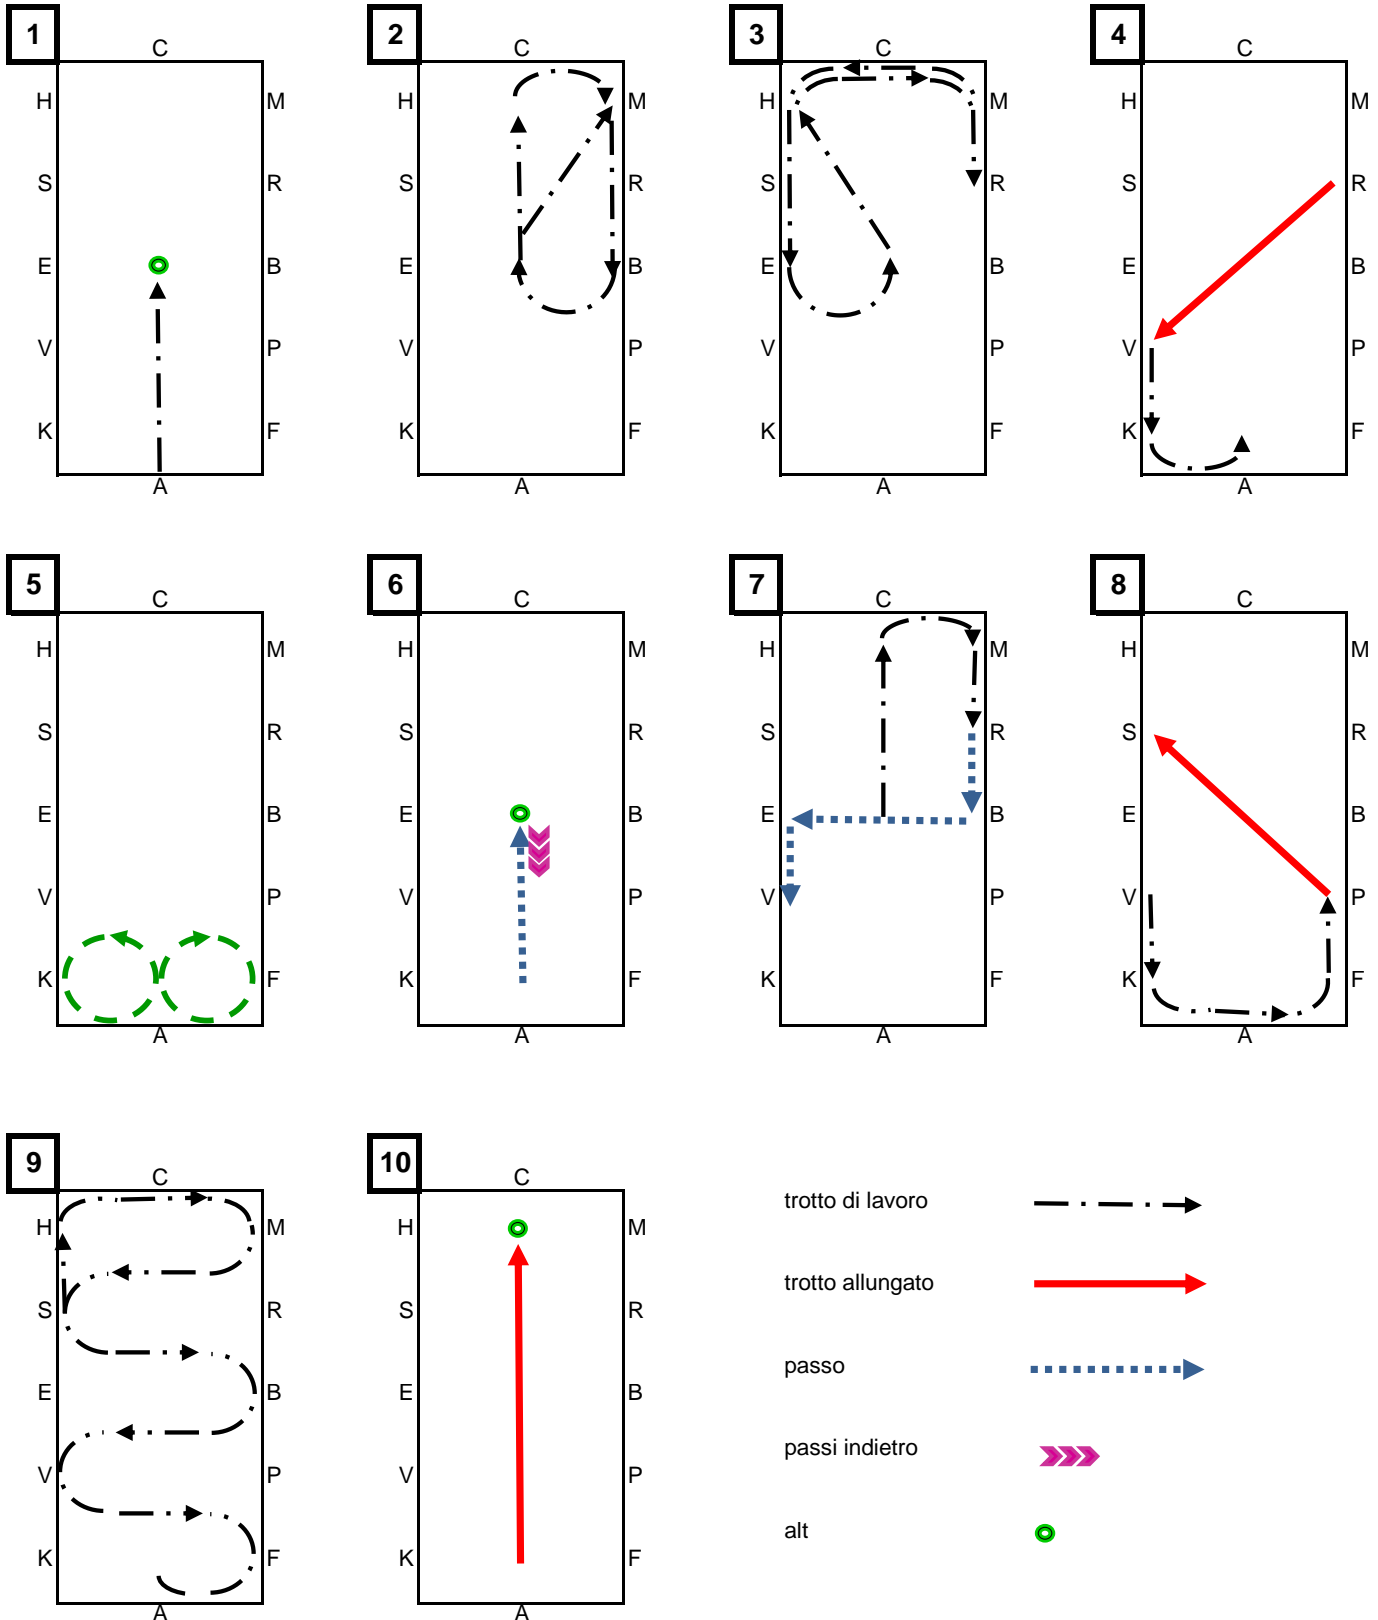 1 2 3 4
C C C C
H M H M H M H M
S R S R S R S R
E B E B E B E B
V P V P V P V P
K F K F K F K F
A A A A
5 6 7 8
C C C C
H M H M H M H M
S R S R S R S R
E B E B E B E B
V P V P V P V P
K F K F K F K F
A A A A
9 10
C C
H M H M
S R S R
E B E B
V P V P
K F K F
A A
trotto di lavoro
trotto allungato
passo
passi indietro
alt